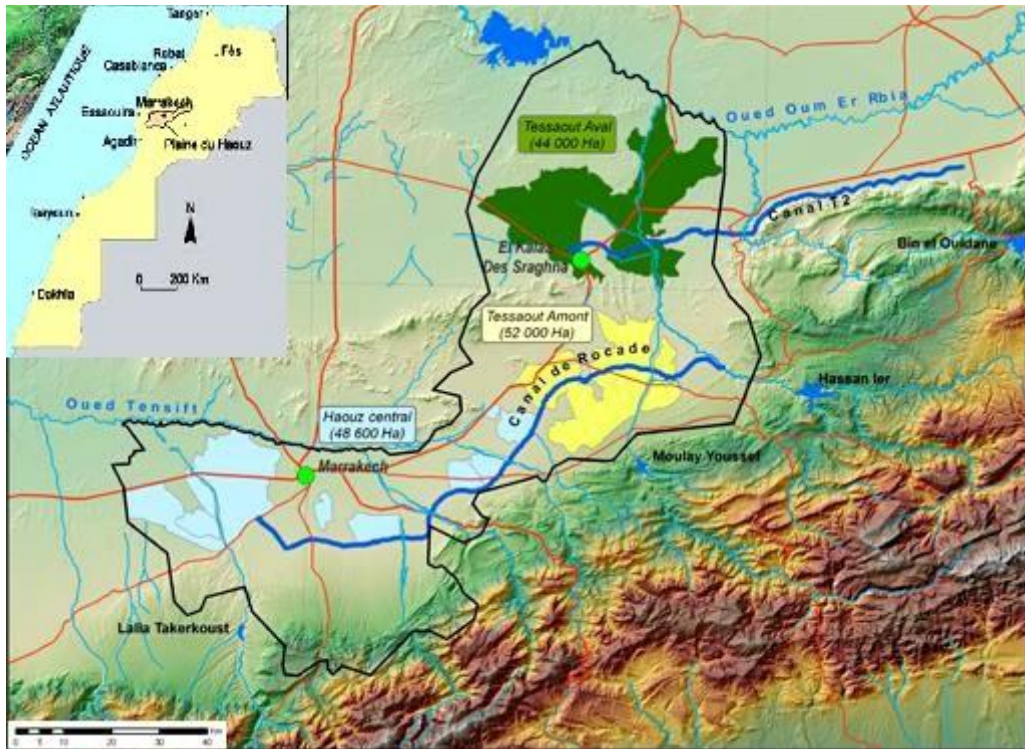 Tanger
Fès
Rabat
Casablanca
OCEAN ATLANTIQUE
Marrakech
Essaouira
Agadir
Plaine du Haouz
Laayoun
N
0 200 Km
Dakhla
Oued Oum Er Rbia
Tessaout Aval
(44 000 Ha)
Canal T2
Bin el Ouidane
El Kalaa
Des Sraghna
Tessaout Amont
(52 000 Ha)
Canal de Rocade
Hassan Ier
Oued Tensift
Haouz central
(48 600 Ha)
Marrakech
Moulay Youssef
Lalla Takerkoust
0 5 10 20 30 40